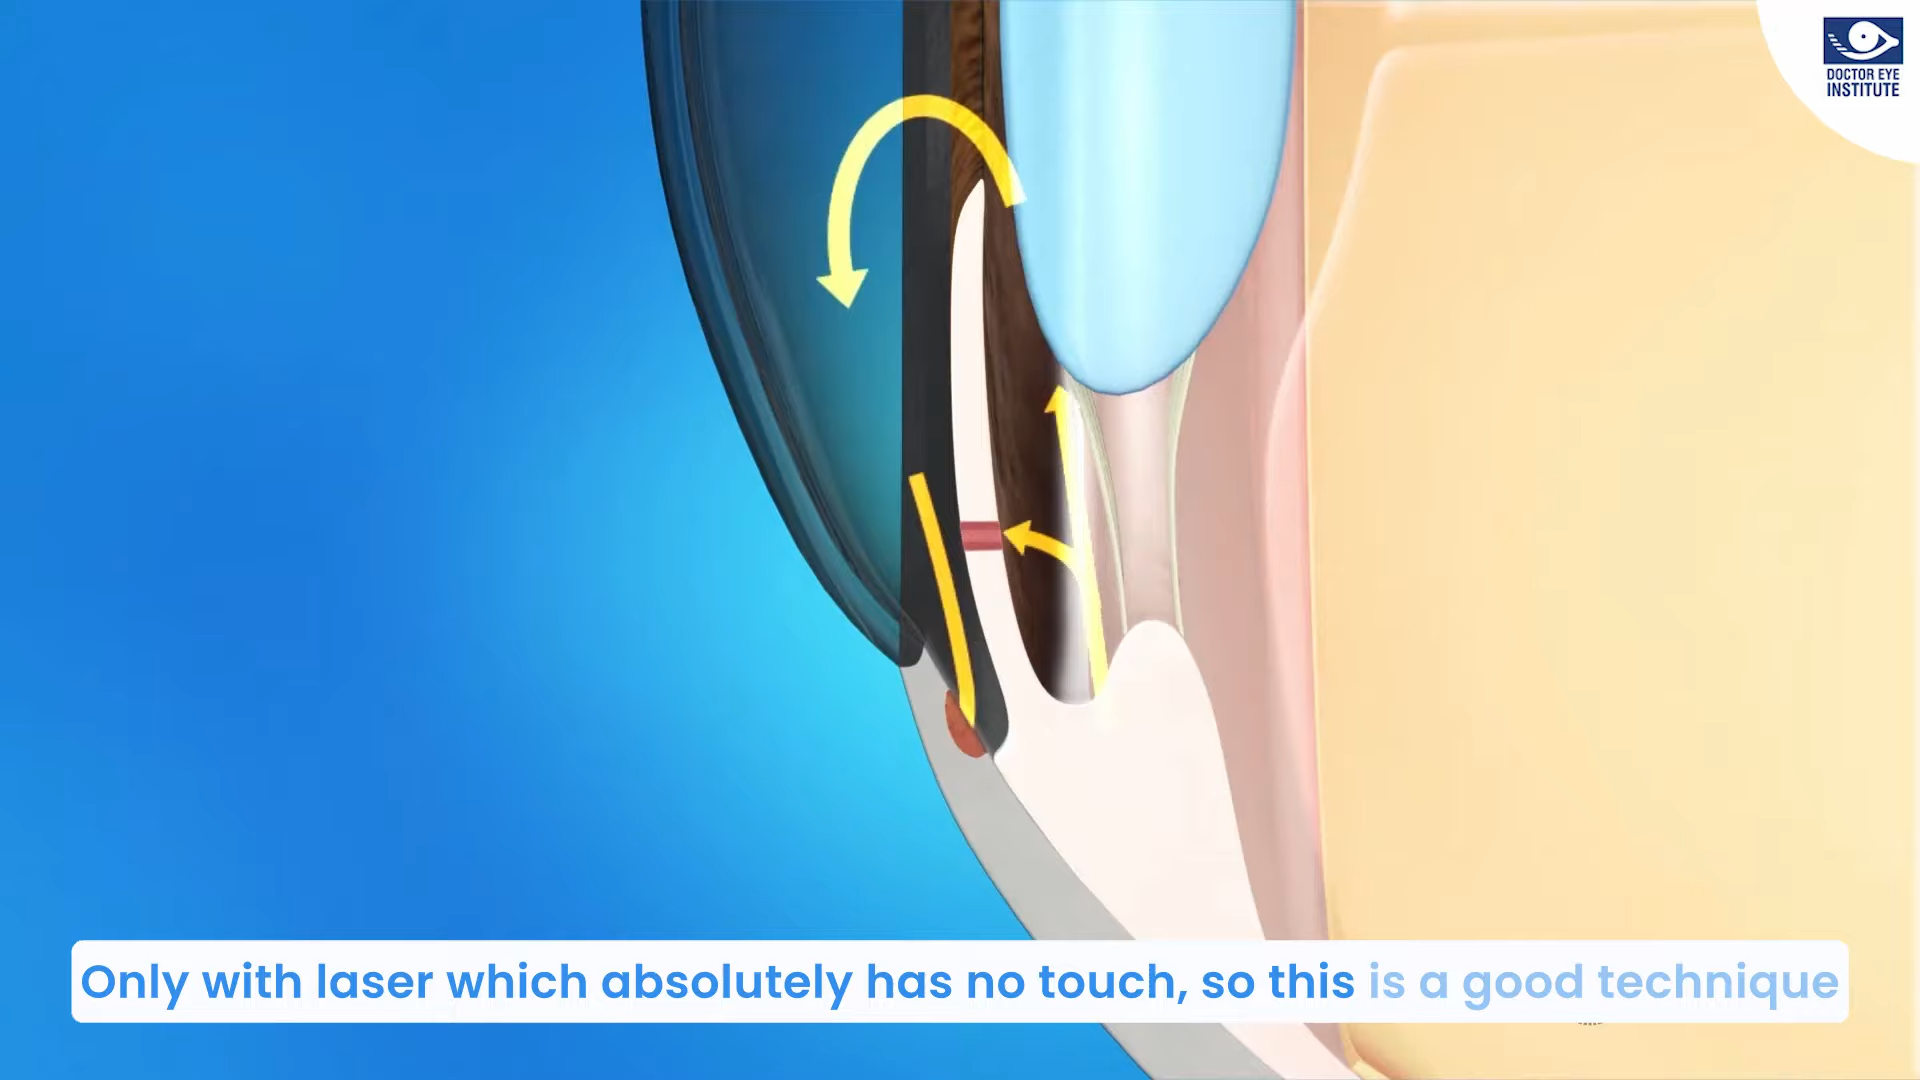 DOCTOR EYE
INSTITUTE
Only with laser which absolutely has no touch, so this is a good technique